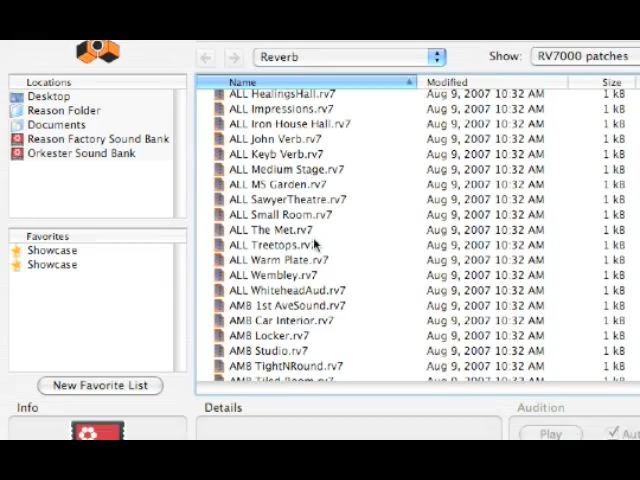 Reverb
Show:
RV7000 patches
Locations
Desktop
Reason Folder
Documents
Reason Factory Sound Bank
Orkester Sound Bank
Favorites
Showcase
Showcase
New Favorite List
Name
Modified
Size
ALL HealingsHall.rv7 Aug 9, 2007 10:32 AM 1 kB
ALL Impressions.rv7 Aug 9, 2007 10:32 AM 1 kB
ALL Iron House Hall.rv7 Aug 9, 2007 10:32 AM 1 kB
ALL John Verb.rv7 Aug 9, 2007 10:32 AM 1 kB
ALL Keyb Verb.rv7 Aug 9, 2007 10:32 AM 1 kB
ALL Medium Stage.rv7 Aug 9, 2007 10:32 AM 1 kB
ALL MS Garden.rv7 Aug 9, 2007 10:32 AM 1 kB
ALL SawyerTheatre.rv7 Aug 9, 2007 10:32 AM 1 kB
ALL Small Room.rv7 Aug 9, 2007 10:32 AM 1 kB
ALL The Met.rv7 Aug 9, 2007 10:32 AM 1 kB
ALL Treetops.rv7 Aug 9, 2007 10:32 AM 1 kB
ALL Warm Plate.rv7 Aug 9, 2007 10:32 AM 1 kB
ALL Wembley.rv7 Aug 9, 2007 10:32 AM 1 kB
ALL WhiteheadAud.rv7 Aug 9, 2007 10:32 AM 1 kB
AMB 1st AveSound.rv7 Aug 9, 2007 10:32 AM 1 kB
AMB Car Interior.rv7 Aug 9, 2007 10:32 AM 1 kB
AMB Locker.rv7 Aug 9, 2007 10:32 AM 1 kB
AMB Studio.rv7 Aug 9, 2007 10:32 AM 1 kB
AMB TightNRound.rv7 Aug 9, 2007 10:32 AM 1 kB
AMB Tiled Room.rv7 Aug 9, 2007 10:32 AM 1 kB
Info
Details
Audition
Play
Aut